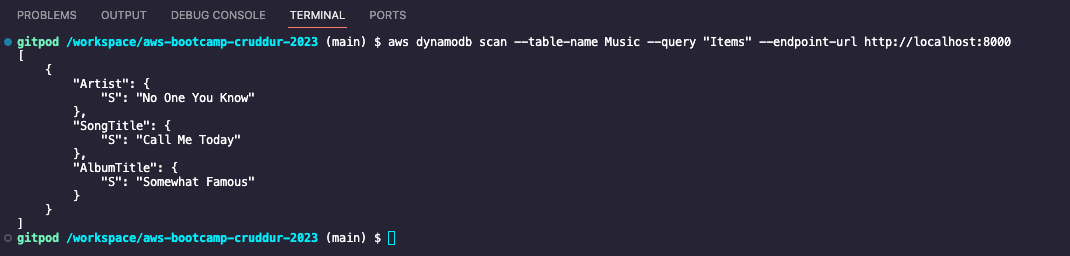 PROBLEMS OUTPUT DEBUG CONSOLE TERMINAL PORTS
gitpod /workspace/aws-bootcamp-cruddur-2023 (main) $ aws dynamodb scan --table-name Music --query "Items" --endpoint-url http://localhost:8000
[
    {
        "Artist": {
            "S": "No One You Know"
        },
        "SongTitle": {
            "S": "Call Me Today"
        },
        "AlbumTitle": {
            "S": "Somewhat Famous"
        }
    }
]
gitpod /workspace/aws-bootcamp-cruddur-2023 (main) $